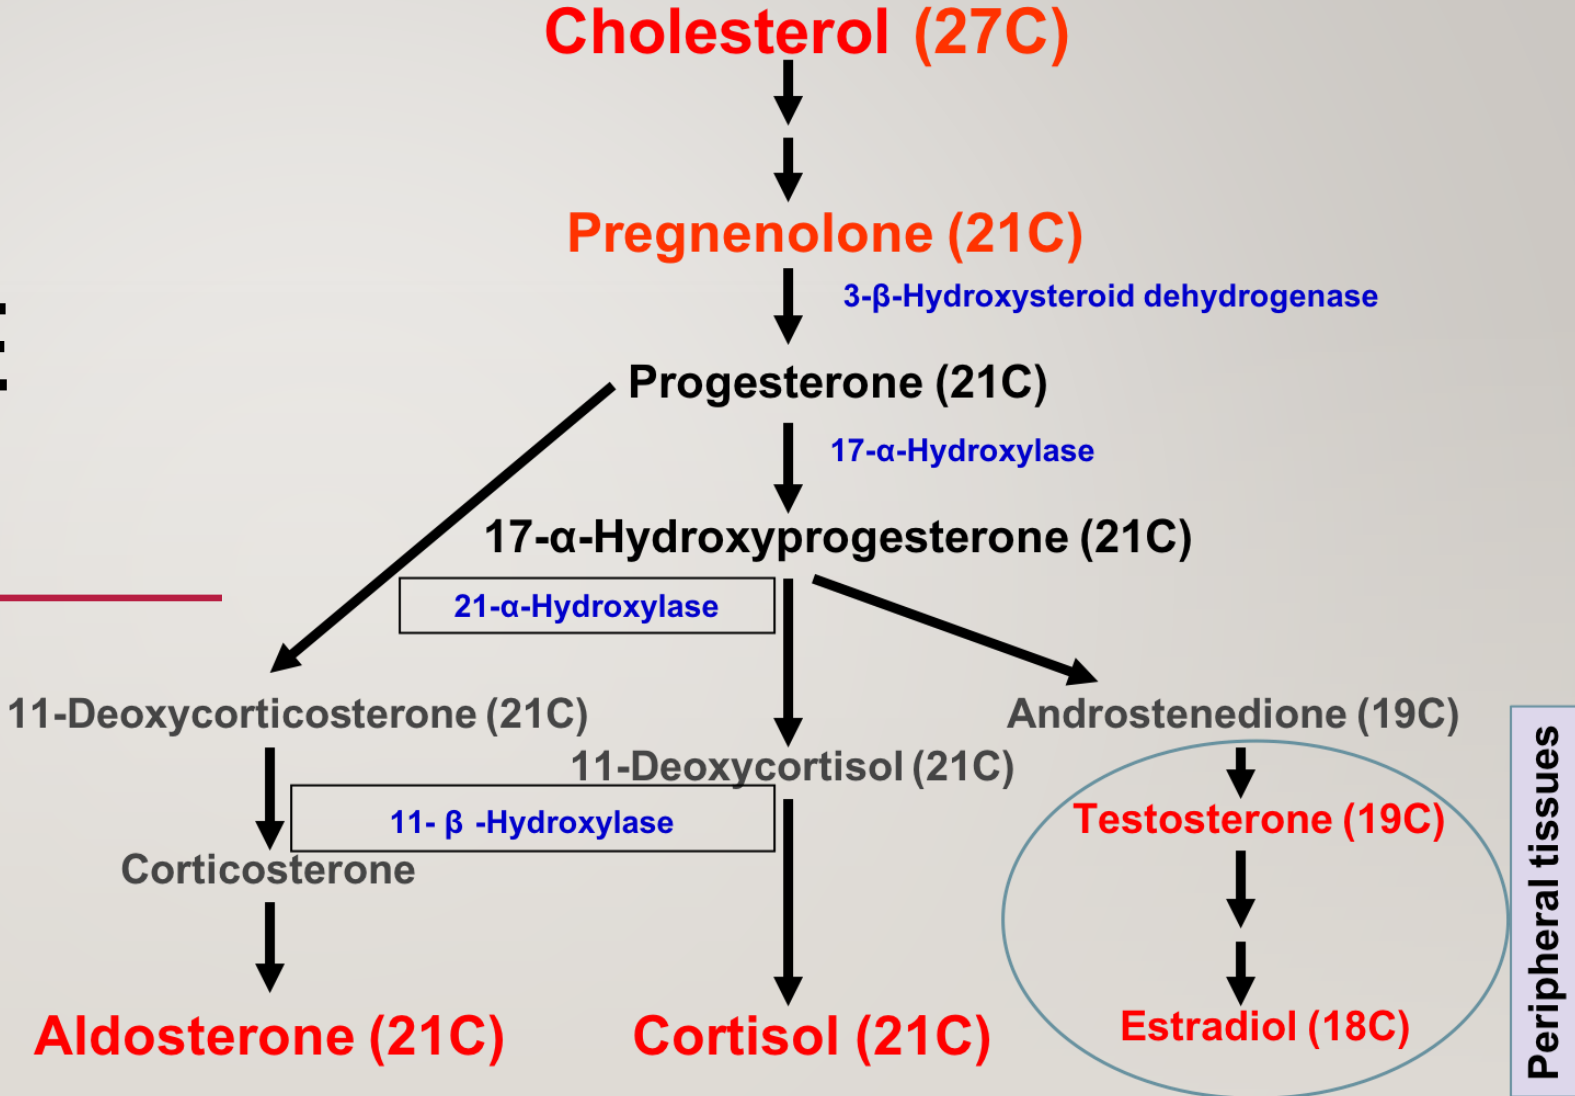 Cholesterol (27C)
Pregnenolone (21C)
3-β-Hydroxysteroid dehydrogenase
Progesterone (21C)
17-α-Hydroxylase
17-α-Hydroxyprogesterone (21C)
21-α-Hydroxylase
11-Deoxycorticosterone (21C)
Androstenedione (19C)
11-Deoxycortisol (21C)
11- β -Hydroxylase
Testosterone (19C)
Corticosterone
Aldosterone (21C)
Cortisol (21C)
Estradiol (18C)
Peripheral tissues